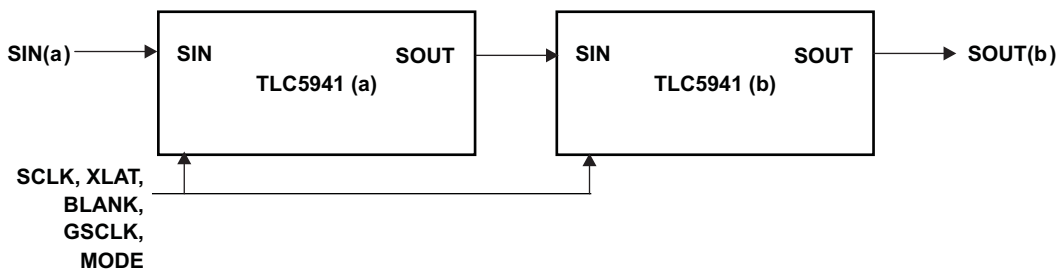 SIN(a)
SIN
SOUT
TLC5941 (a)
SIN
SOUT
TLC5941 (b)
SOUT(b)
SCLK, XLAT,
BLANK,
GSCLK,
MODE